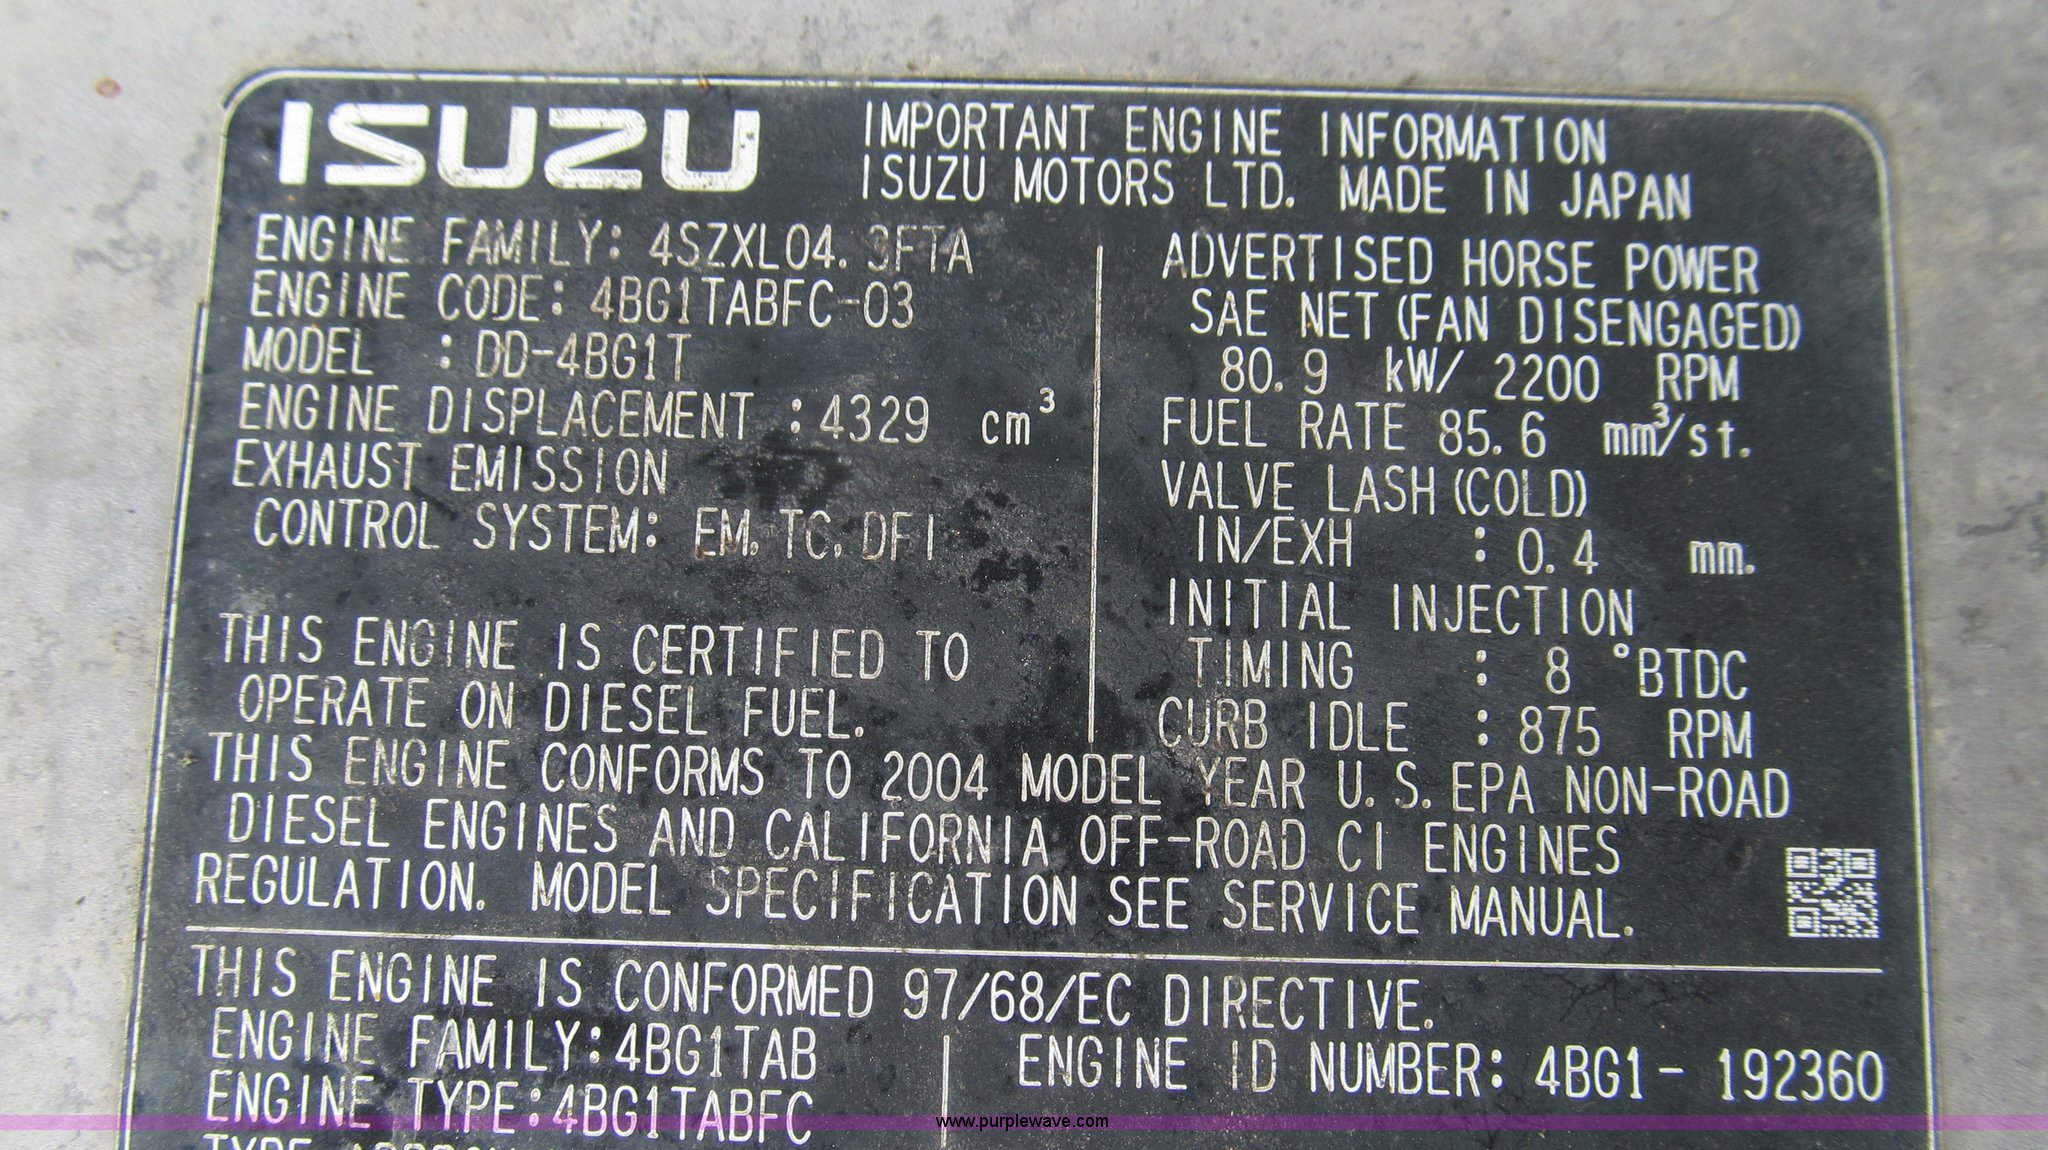 ISUZU
IMPORTANT ENGINE INFORMATION
ISUZU MOTORS LTD. MADE IN JAPAN
ENGINE FAMILY: 4SZXL04. 3FTA
ENGINE CODE: 4BG1TABFC-03
MODEL : DD-4BG1T
ENGINE DISPLACEMENT :4329 cm³
EXHAUST EMISSION
CONTROL SYSTEM: EM. TC. DFI
ADVERTISED HORSE POWER
SAE NET (FAN DISENGAGED)
80.9 kW/ 2200 RPM
FUEL RATE 85.6 mm³/st.
VALVE LASH (COLD)
IN/EXH : 0.4 mm.
INITIAL INJECTION
TIMING : 8 °BTDC
CURB IDLE : 875 RPM
THIS ENGINE IS CERTIFIED TO
OPERATE ON DIESEL FUEL.
THIS ENGINE CONFORMS TO 2004 MODEL YEAR U.S. EPA NON-ROAD
DIESEL ENGINES AND CALIFORNIA OFF-ROAD CI ENGINES
REGULATION. MODEL SPECIFICATION SEE SERVICE MANUAL.
THIS ENGINE IS CONFORMED 97/68/EC DIRECTIVE.
ENGINE FAMILY:4BG1TAB
ENGINE TYPE:4BG1TABFC
ENGINE ID NUMBER: 4BG1- 192360
www.purplewave.com